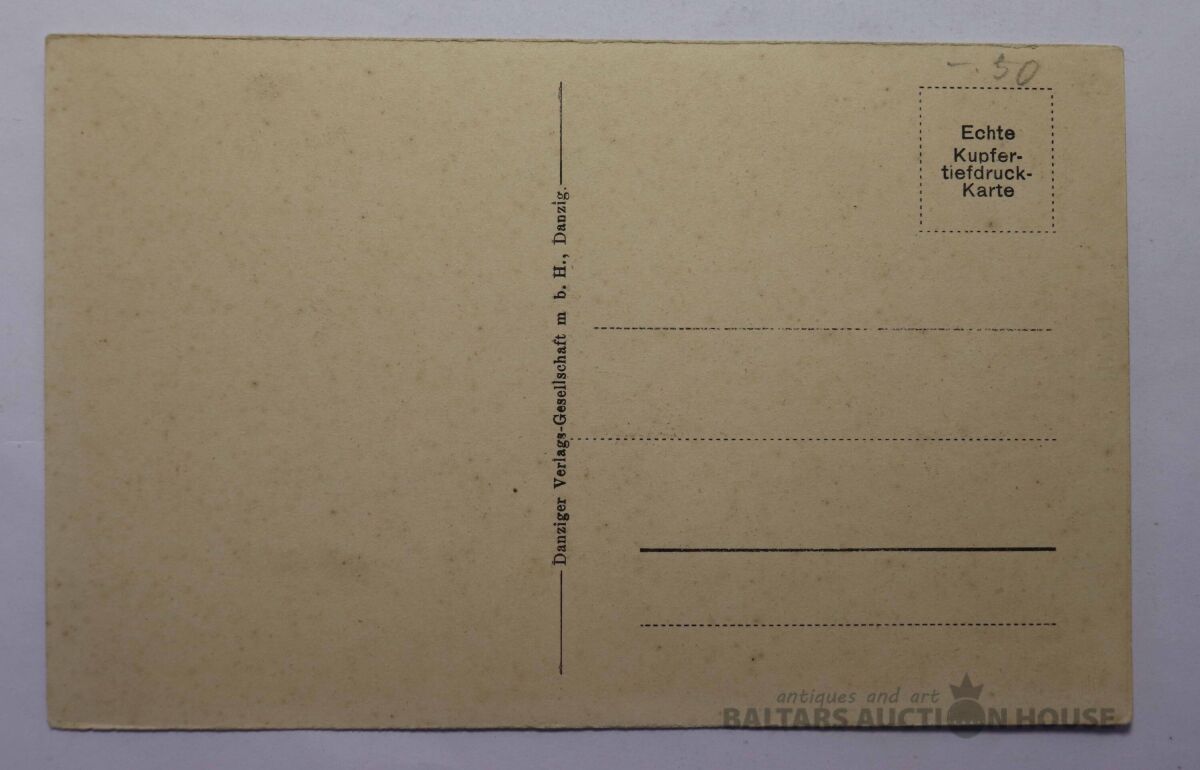 -.50
Echte
Kupfer-
tiefdruck-
Karte
Danziger Verlags-Gesellschaft m b. H., Danzig.
antiques and art
BALTARS AUCTION HOUSE